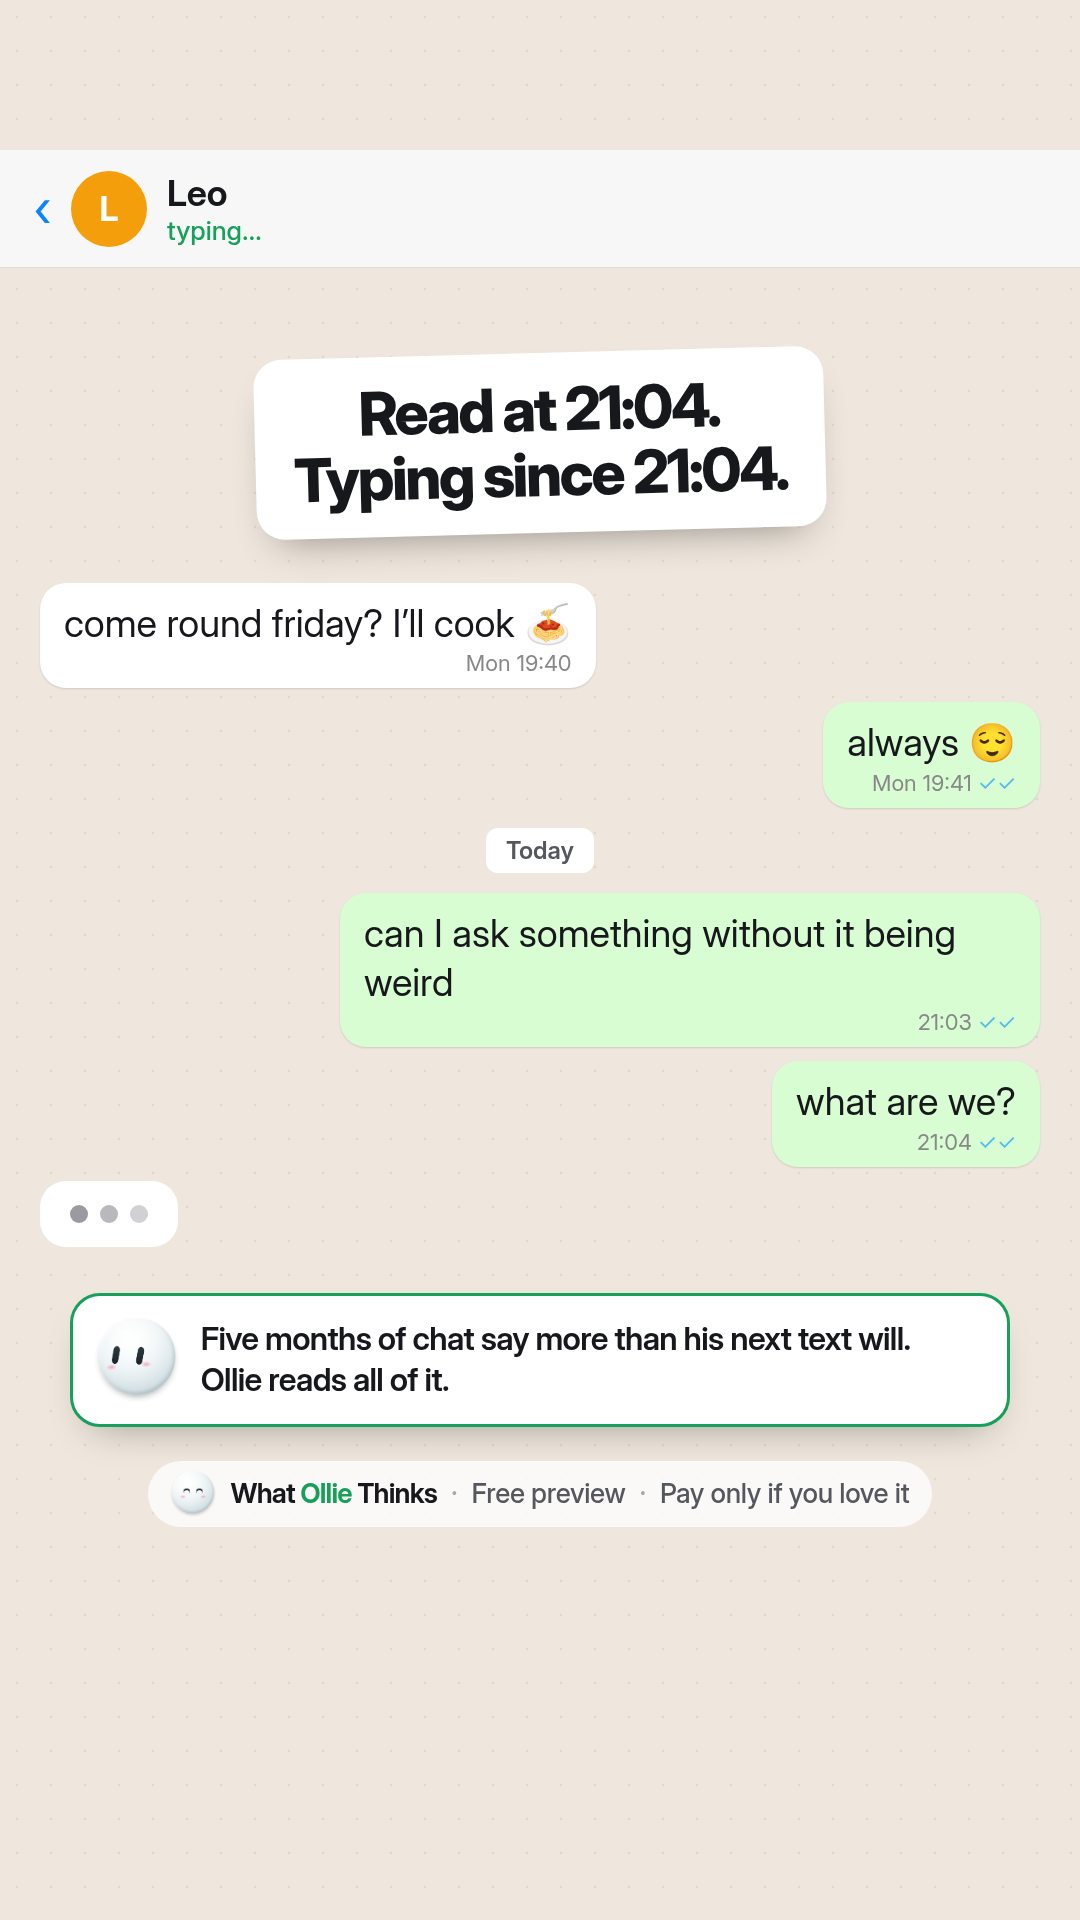 L
Leo
typing...
Read at 21:04.
Typing since 21:04.
come round friday? I'll cook 🍝
Mon 19:40
always 😌
Mon 19:41
Today
can I ask something without it being
weird
21:03
what are we?
21:04
Five months of chat say more than his next text will.
Ollie reads all of it.
What Ollie Thinks · Free preview · Pay only if you love it